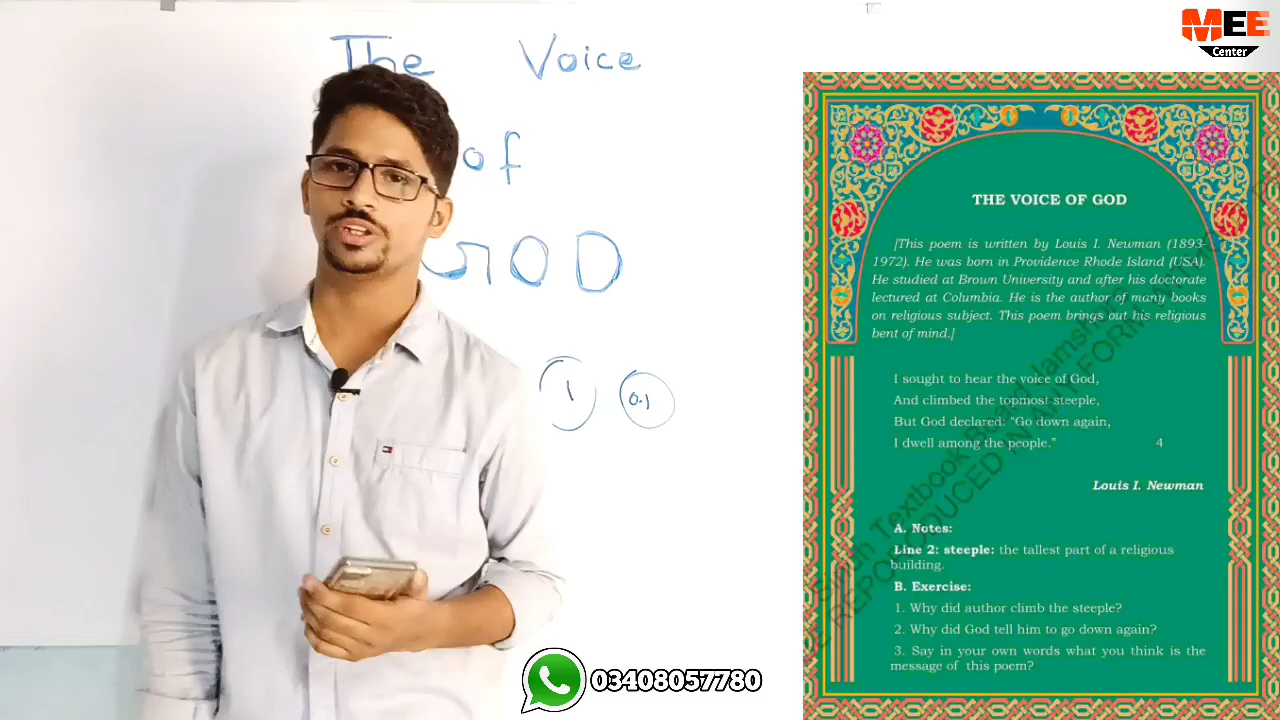 The Voice
of
GOD
1 0.1
MEE
Center
THE VOICE OF GOD
[This poem is written by Louis I. Newman (1893-
1972). He was born in Providence Rhode Island (USA).
He studied at Brown University and after his doctorate
lectured at Columbia. He is the author of many books
on religious subject. This poem brings out his religious
bent of mind.]
I sought to hear the voice of God,
And climbed the topmost steeple,
But God declared: "Go down again,
I dwell among the people." 4
Louis I. Newman
A. Notes:
Line 2: steeple: the tallest part of a religious
building.
B. Exercise:
1. Why did author climb the steeple?
2. Why did God tell him to go down again?
3. Say in your own words what you think is the
message of this poem?
03408057780